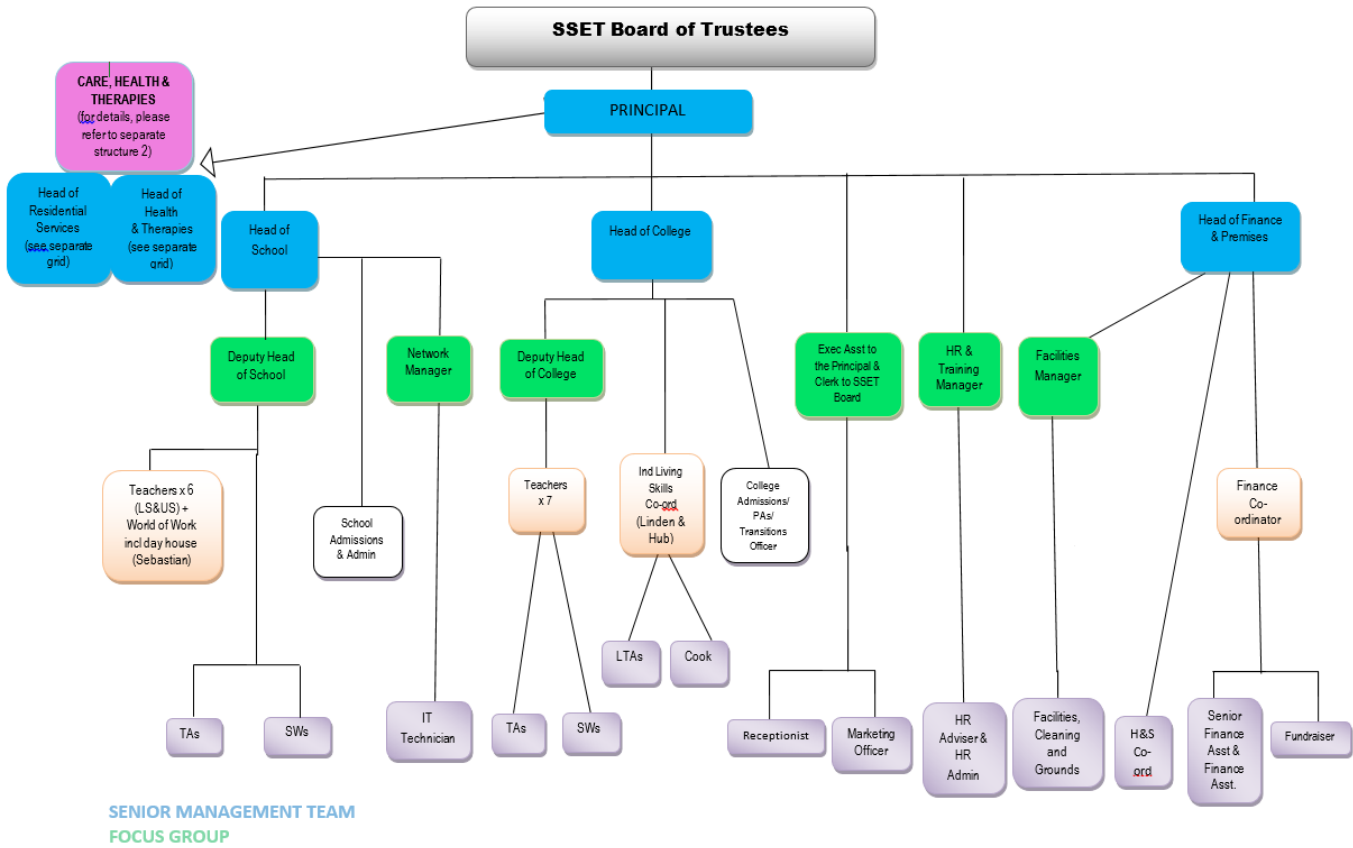 SSET Board of Trustees
PRINCIPAL
CARE, HEALTH &
THERAPIES
(for details, please
refer to separate
structure 2)
Head of
Residential
Services
(see separate
grid)
Head of
Health
& Therapies
(see separate
grid)
Head of
School
Head of College
Head of Finance
& Premises
Deputy Head
of School
Network
Manager
Deputy Head
of College
Exec Asst to
the Principal &
Clerk to SSET
Board
HR &
Training
Manager
Facilities
Manager
Teachers x 6
(LS&US) +
World of Work
incl day house
(Sebastian)
School
Admissions
& Admin
Teachers
x 7
Ind Living
Skills
Co-ord
(Linden &
Hub)
College
Admissions/
PAs/
Transitions
Officer
Finance
Co-
ordinator
LTAs
Cook
TAs
SWs
IT
Technician
TAs
SWs
Receptionist
Marketing
Officer
HR
Adviser &
HR
Admin
Facilities,
Cleaning
and
Grounds
H&S
Co-
ord
Senior
Finance
Asst &
Finance
Asst.
Fundraiser
SENIOR MANAGEMENT TEAM
FOCUS GROUP